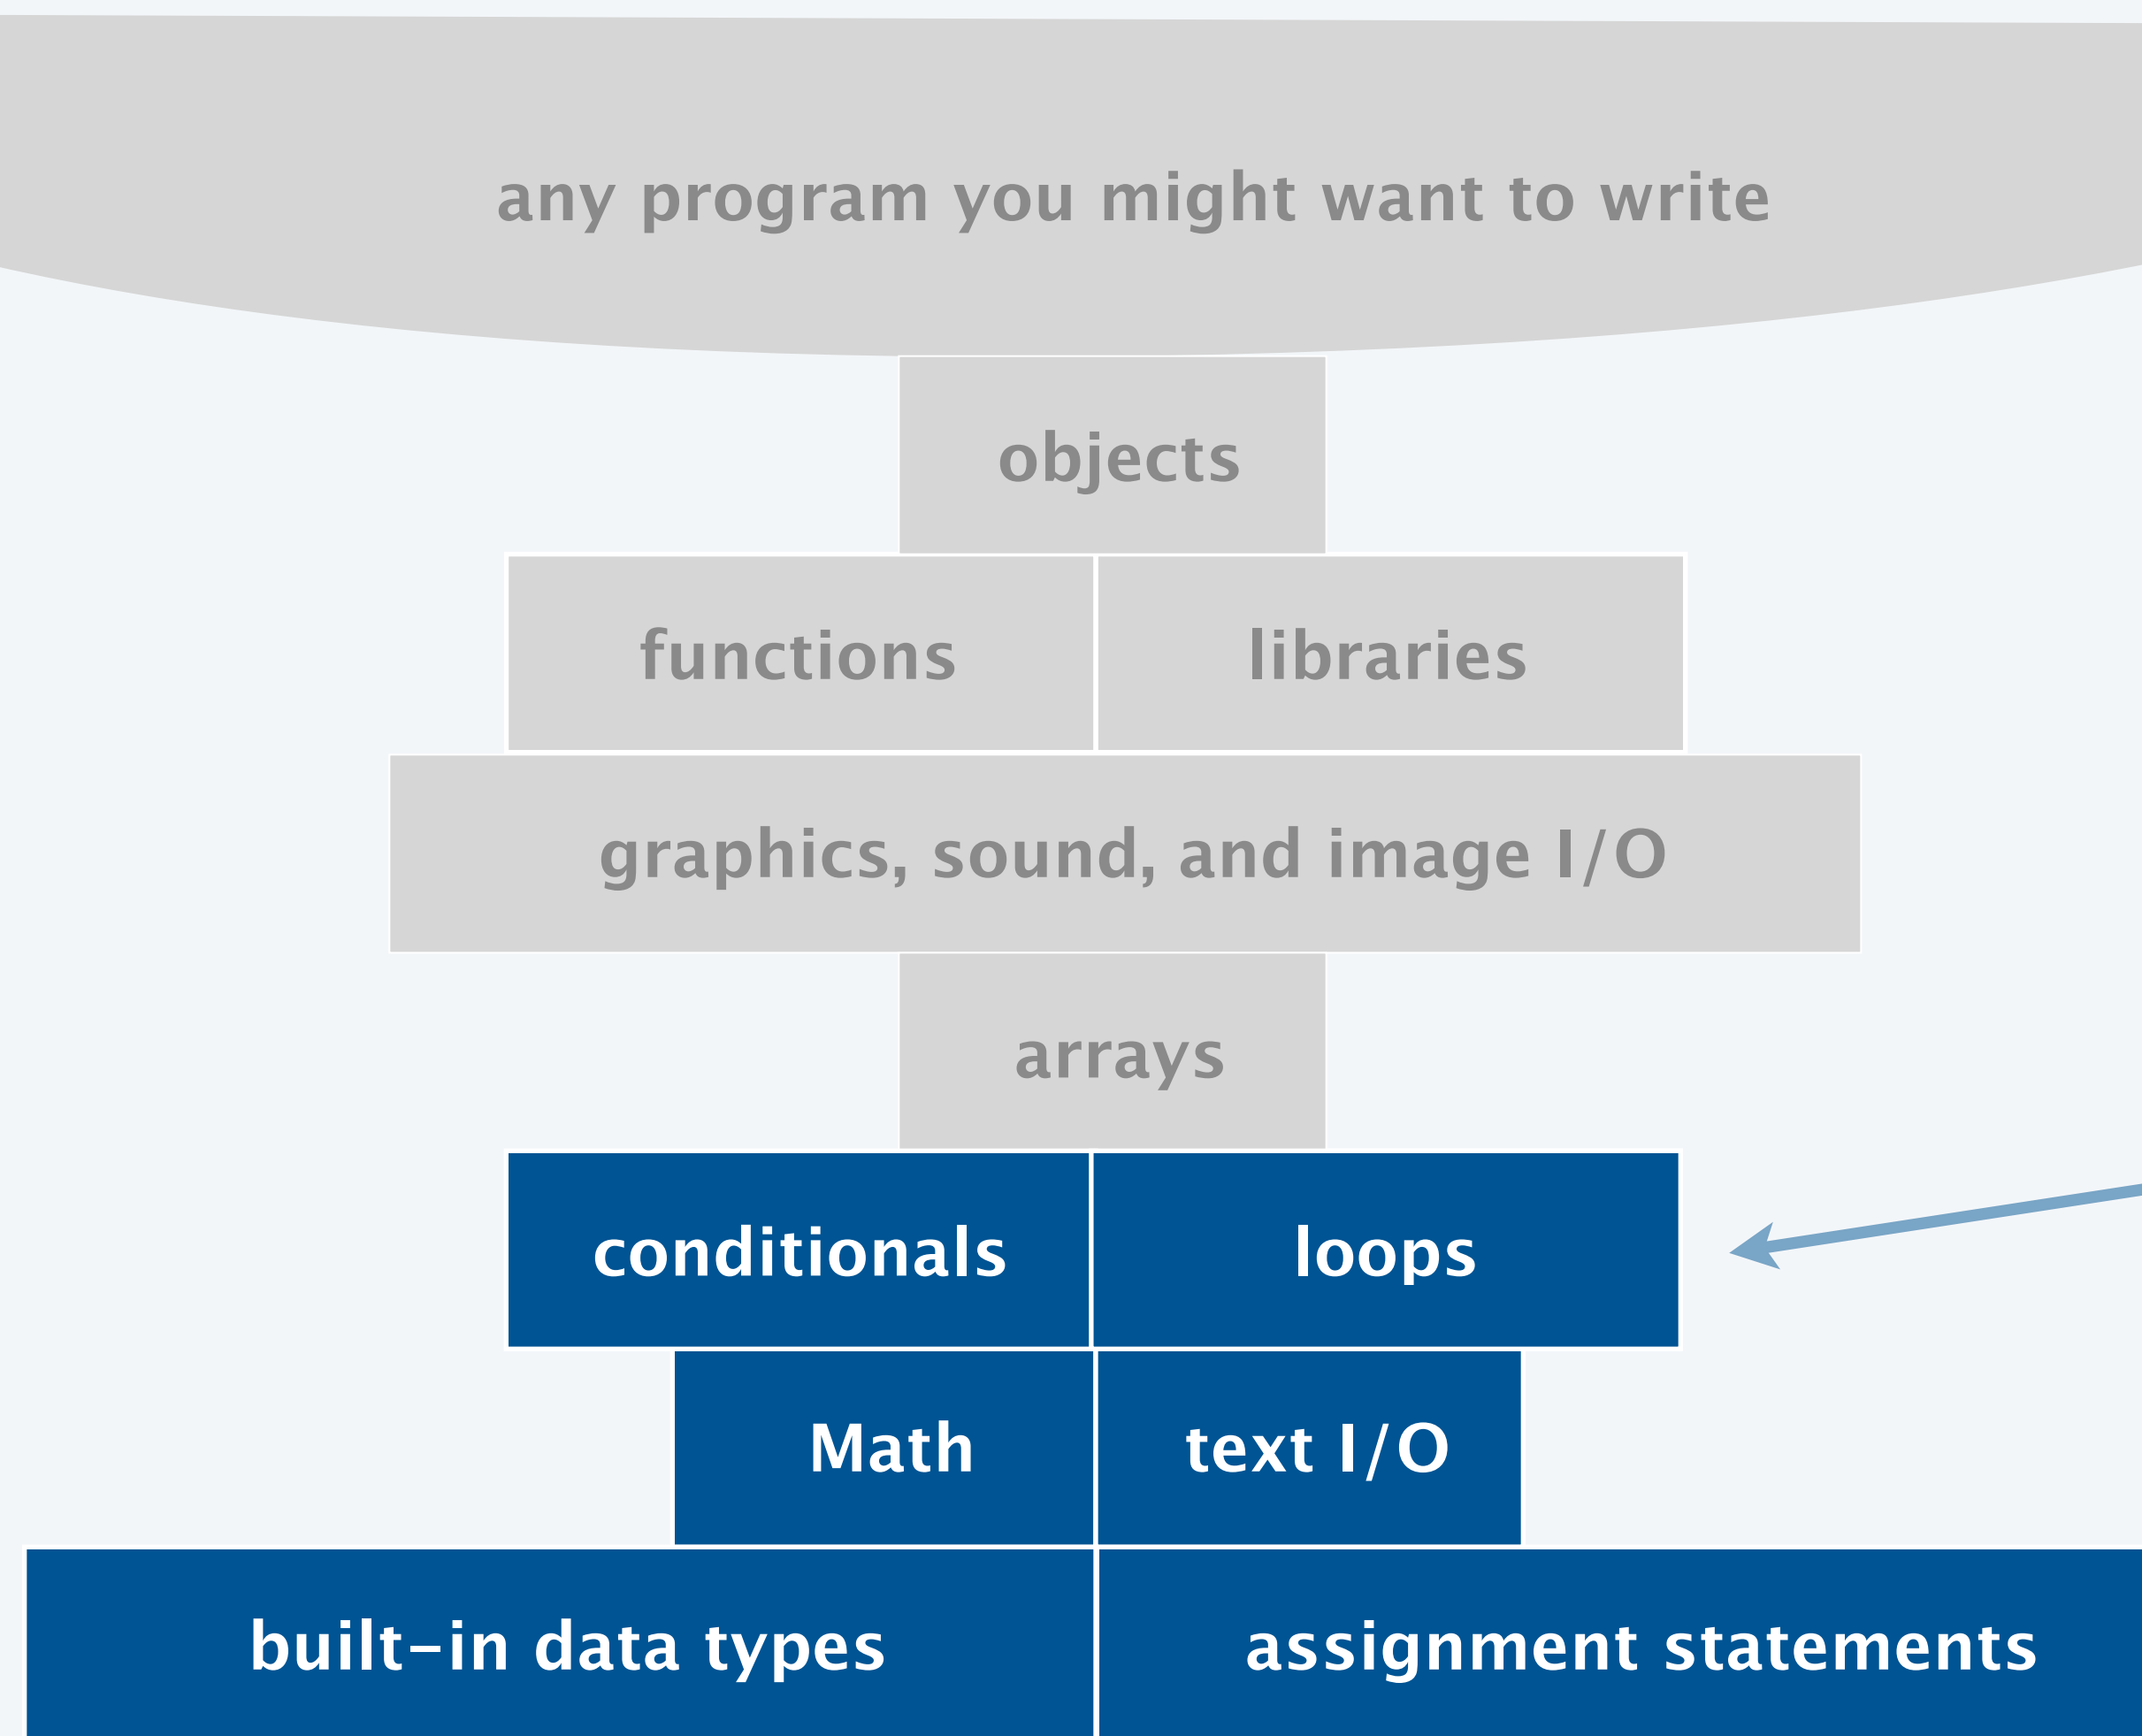 any program you might want to write
objects
functions libraries
graphics, sound, and image I/O
arrays
conditionals loops
Math text I/O
built-in data types assignment statements